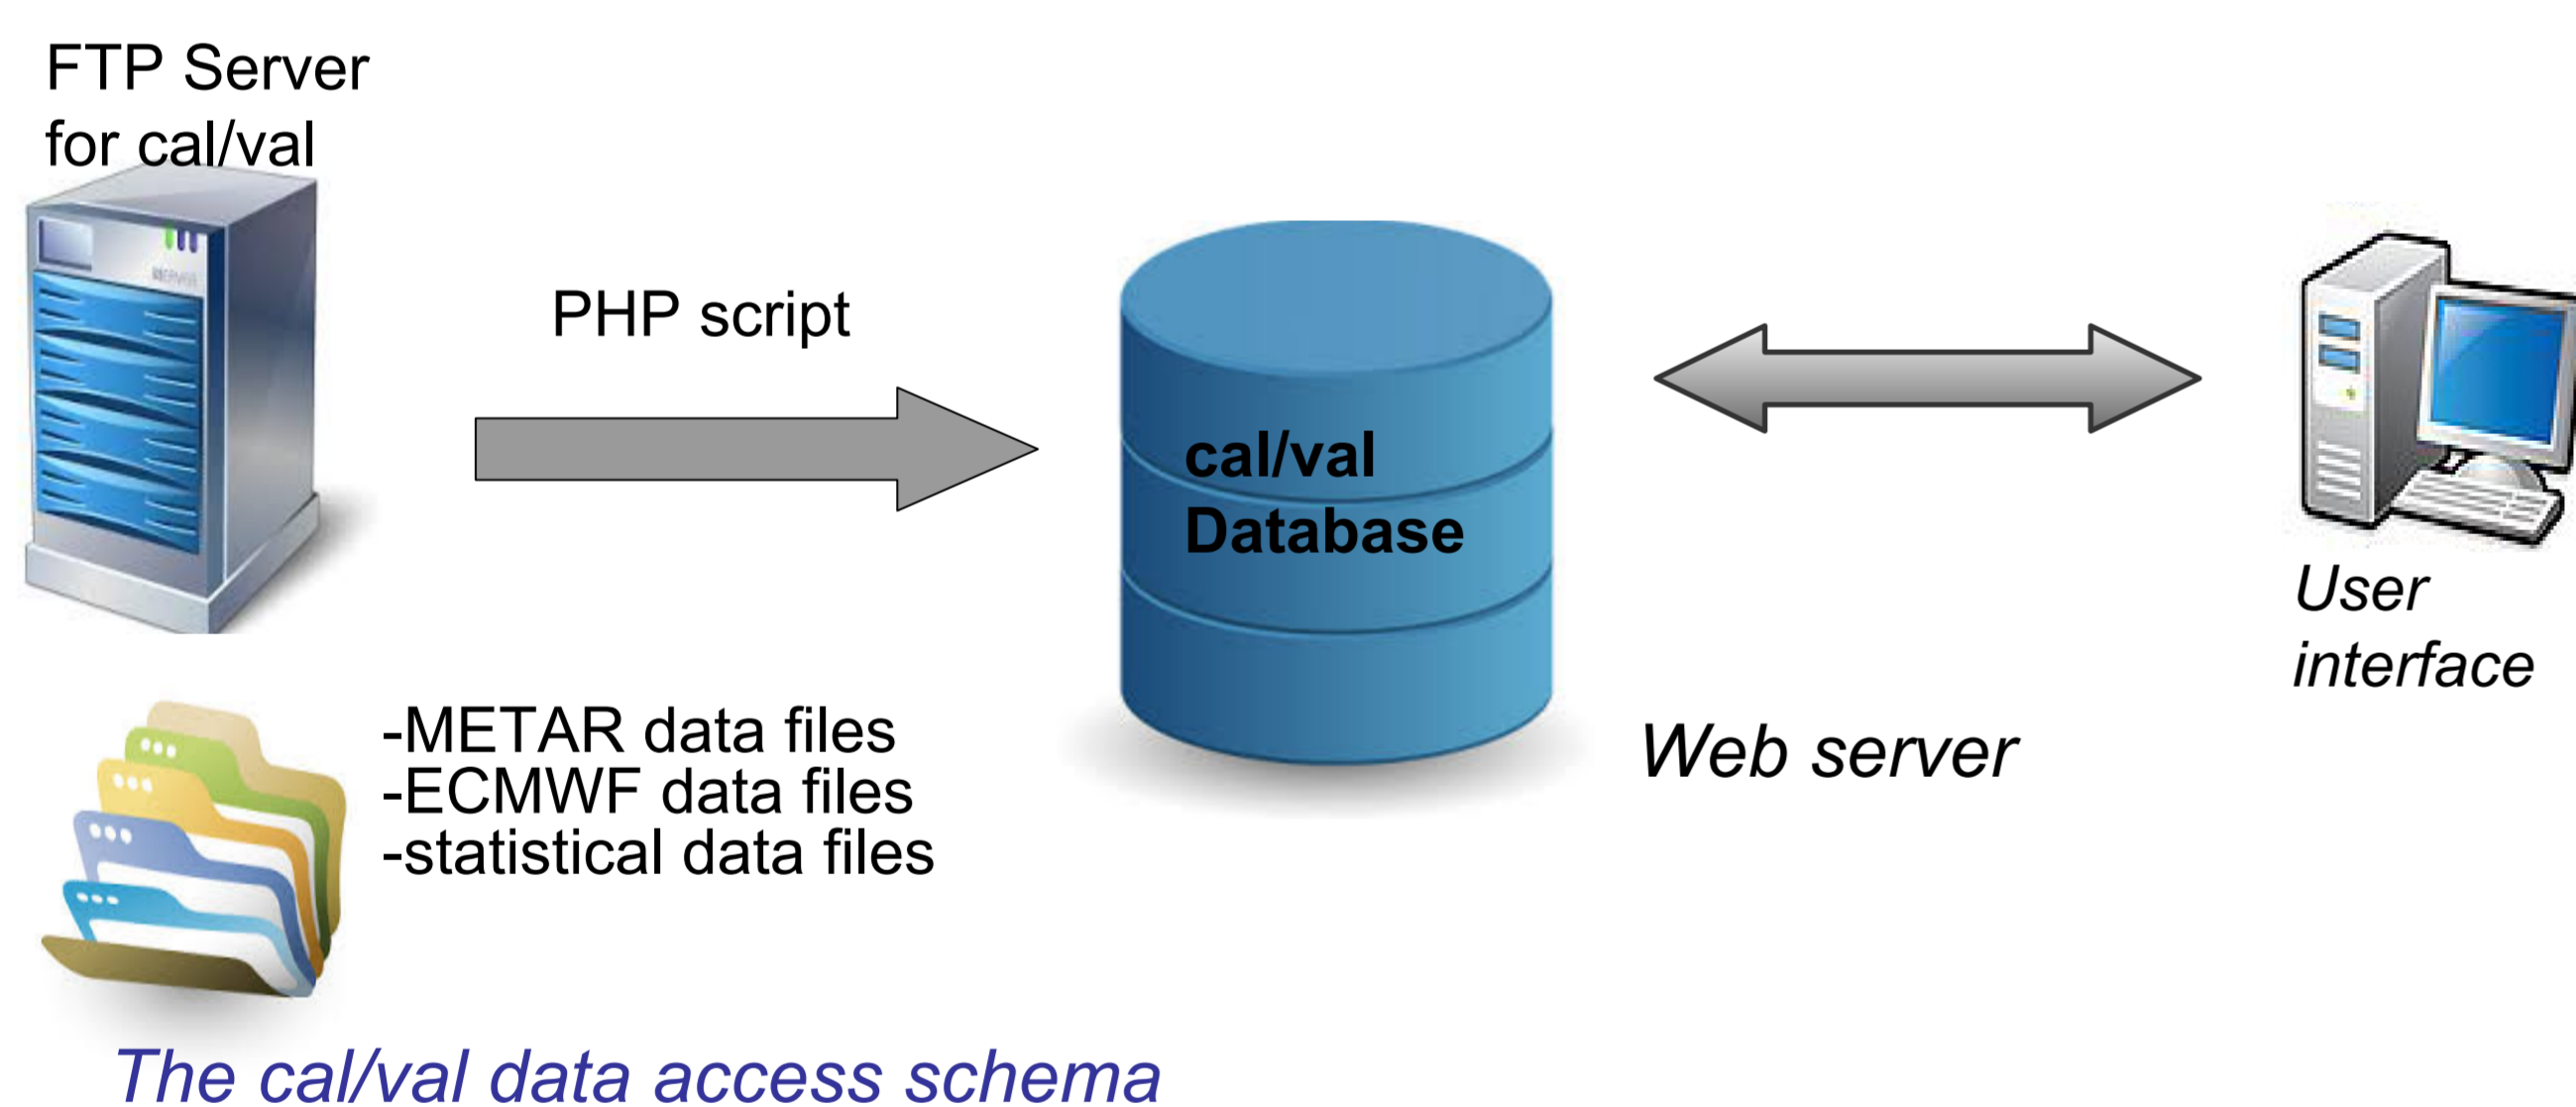 FTP Server
for cal/val
PHP script
cal/val
Database
User
interface
Web server
-METAR data files
-ECMWF data files
-statistical data files
The cal/val data access schema